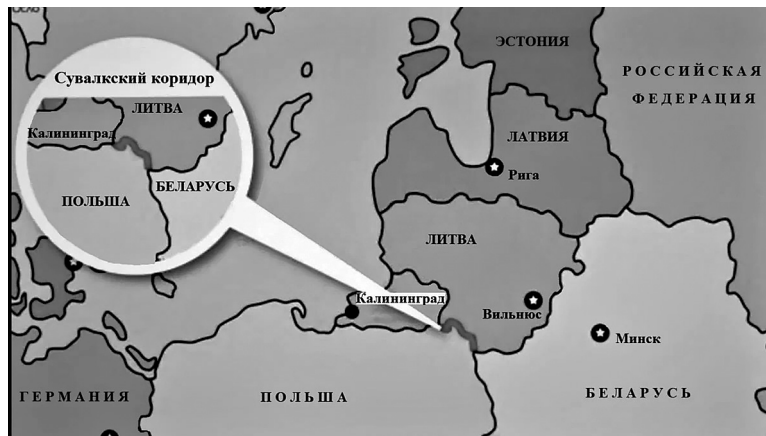 ЭСТОНИЯ
РОССИЙСКАЯ
ФЕДЕРАЦИЯ
Сувалкский коридор
ЛИТВА
Калининград
БЕЛАРУСЬ
ПОЛЬША
ЛАТВИЯ
Рига
ЛИТВА
Калининград
Вильнюс
Минск
ГЕРМАНИЯ
ПОЛЬША
БЕЛАРУСЬ